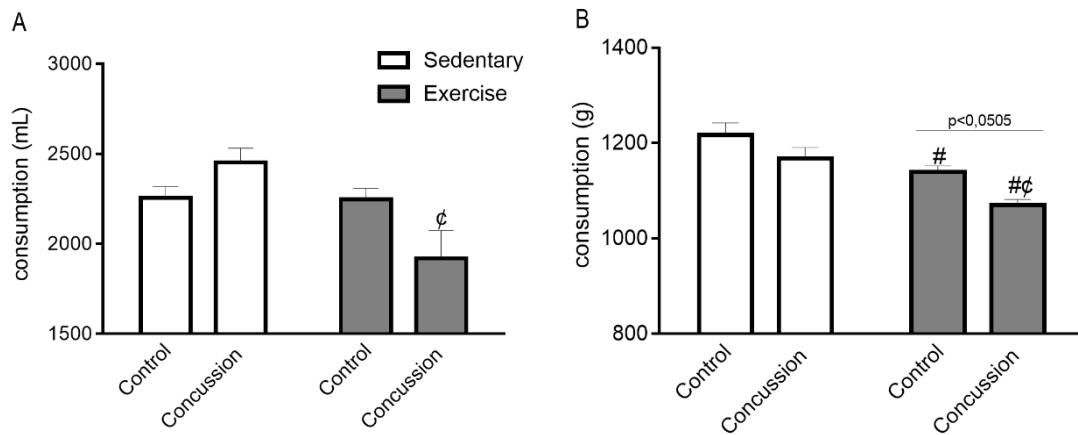 A
consumption (mL)
3000
2500
2000
1500
Sedentary
Exercise
¢
Control
Concussion
Control
Concussion
B
consumption (g)
1400
1200
1000
800
p<0,0505
#
#¢
Control
Concussion
Control
Concussion